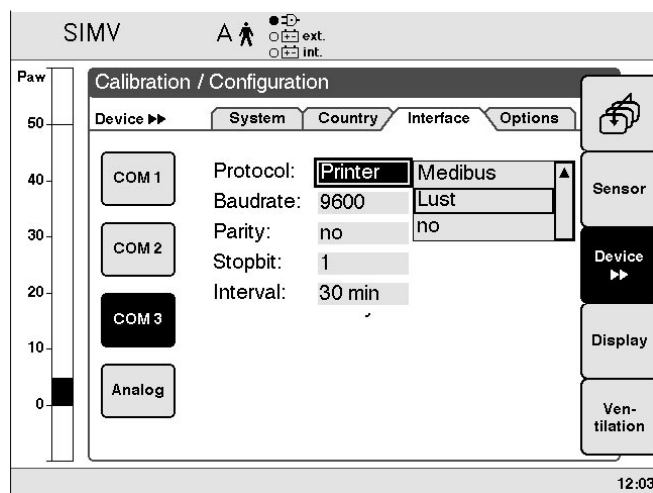 SIMV
A
ext.
int.
Paw
50
40
30
20
10
0
Calibration / Configuration
Device ▶▶
System
Country
Interface
Options
COM 1
COM 2
COM 3
Analog
Protocol: Printer
Baudrate: 9600
Parity: no
Stopbit: 1
Interval: 30 min
Medibus
Lust
no
Sensor
Device
▶▶
Display
Ven-
tilation
12:03